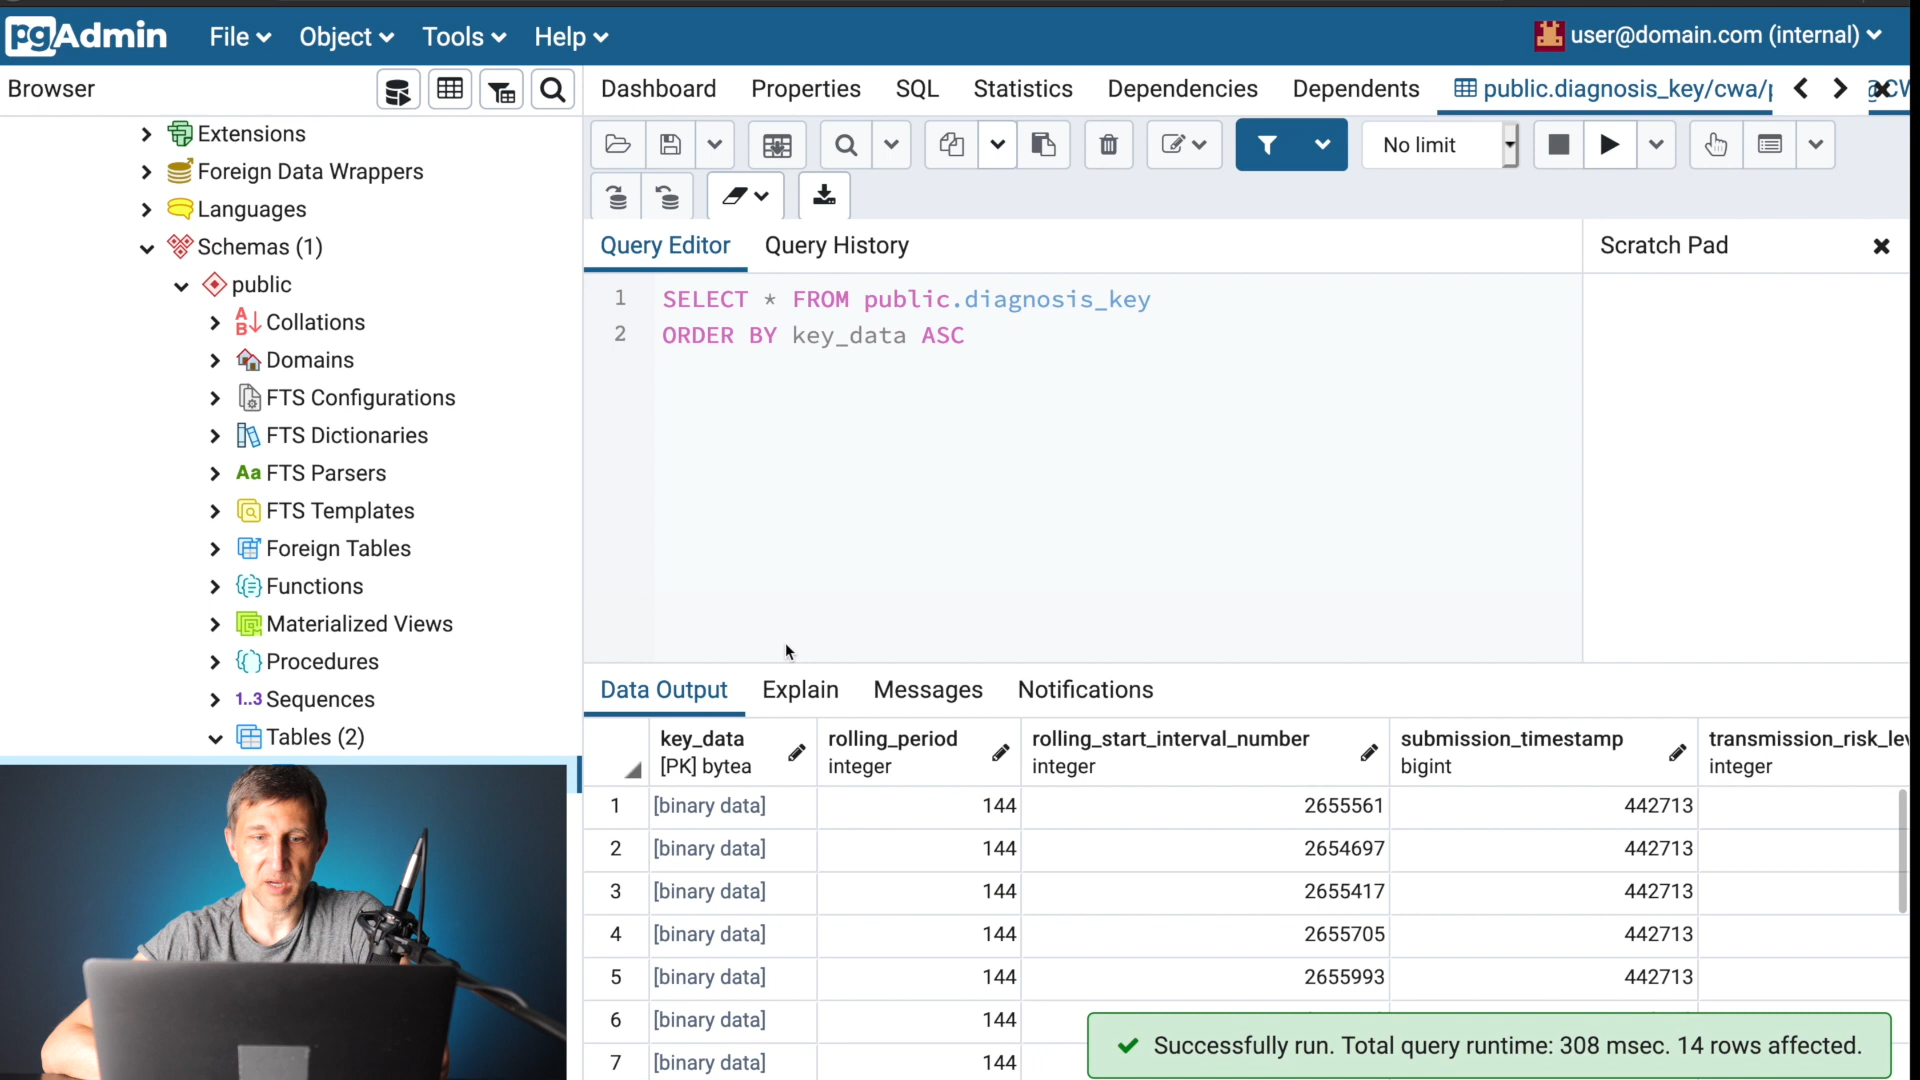 pgAdmin File Object Tools Help user@domain.com (internal)
Browser
Dashboard Properties SQL Statistics Dependencies Dependents public.diagnosis_key/cwa/
No limit
Extensions
Foreign Data Wrappers
Languages
Schemas (1)
public
Collations
Domains
FTS Configurations
FTS Dictionaries
Aa FTS Parsers
FTS Templates
Foreign Tables
Functions
Materialized Views
Procedures
1..3 Sequences
Tables (2)
Query Editor Query History
Scratch Pad
1 SELECT * FROM public.diagnosis_key
2 ORDER BY key_data ASC
Data Output Explain Messages Notifications
key_data rolling_period rolling_start_interval_number submission_timestamp transmission_risk_lev
[PK] bytea integer integer bigint integer
1 [binary data] 144 2655561 442713
2 [binary data] 144 2654697 442713
3 [binary data] 144 2655417 442713
4 [binary data] 144 2655705 442713
5 [binary data] 144 2655993 442713
6 [binary data] 144
7 [binary data] 144
Successfully run. Total query runtime: 308 msec. 14 rows affected.